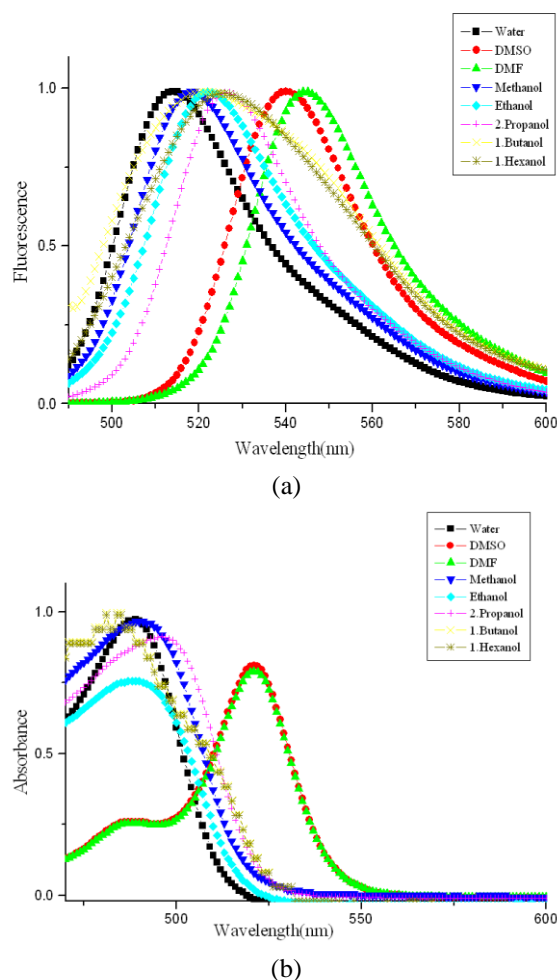 Water
DMSO
DMF
Methanol
Ethanol
2.Propanol
1.Butanol
1.Hexanol
1.0
0.5
0.0
Fluorescence
500
520
540
560
580
600
Wavelength(nm)
(a)
Water
DMSO
DMF
Methanol
Ethanol
2.Propanol
1.Butanol
1.Hexanol
1.0
0.5
0.0
Absorbance
500
550
600
Wavelength(nm)
(b)